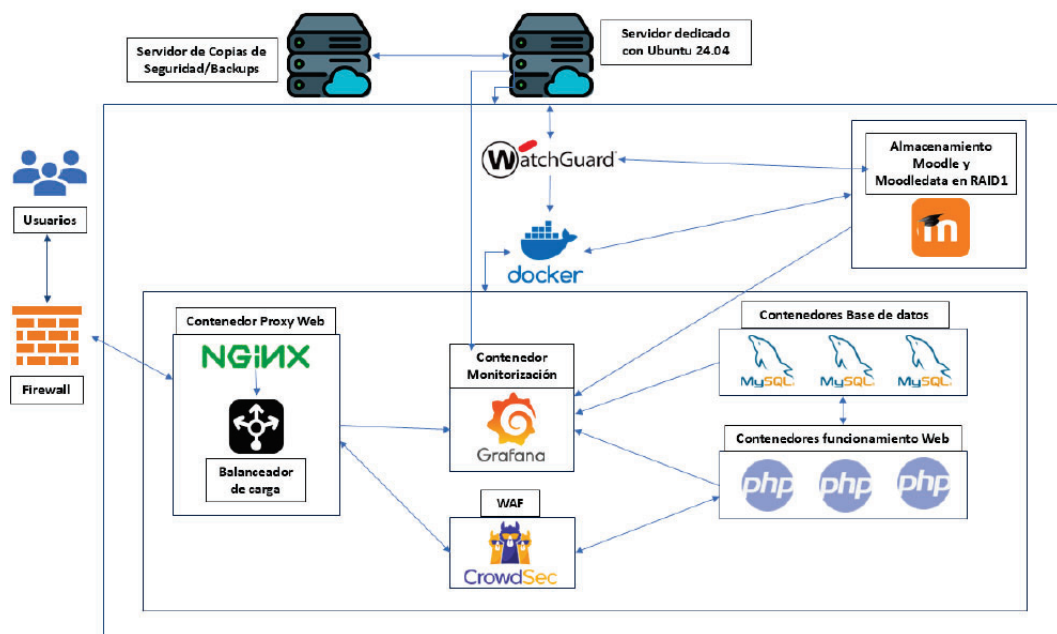 Servidor de Copias de
Seguridad/Backups
Servidor dedicado
con Ubuntu 24.04
WatchGuard
Almacenamiento
Moodle y
Moodledata en RAID1
m
Usuarios
docker
Contenedor Proxy Web
NGINX
Contenedor
Monitorización
Grafana
Contenedores Base de datos
MySQL
MySQL
MySQL
Firewall
Balanceador
de carga
Contenedores funcionamiento Web
php
php
php
WAF
CrowdSec